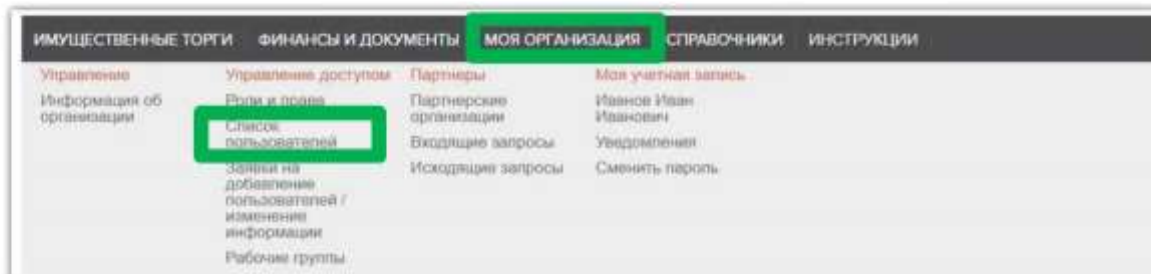 ИМУЩЕСТВЕННЫЕ ТОРГИ ФИНАНСЫ И ДОКУМЕНТЫ МОЯ ОРГАНИЗАЦИЯ СПРАВОЧНИКИ ИНСТРУКЦИИ
Управление
Информация об
организации
Управление доступом
Роли и права
Список
пользователей
Заявки на
добавление
пользователей /
изменение
информации
Рабочие группы
Партнеры
Партнерские
организации
Входящие запросы
Исходящие запросы
Моя учетная запись
Иванов Иван
Иванович
Уведомления
Сменить пароль